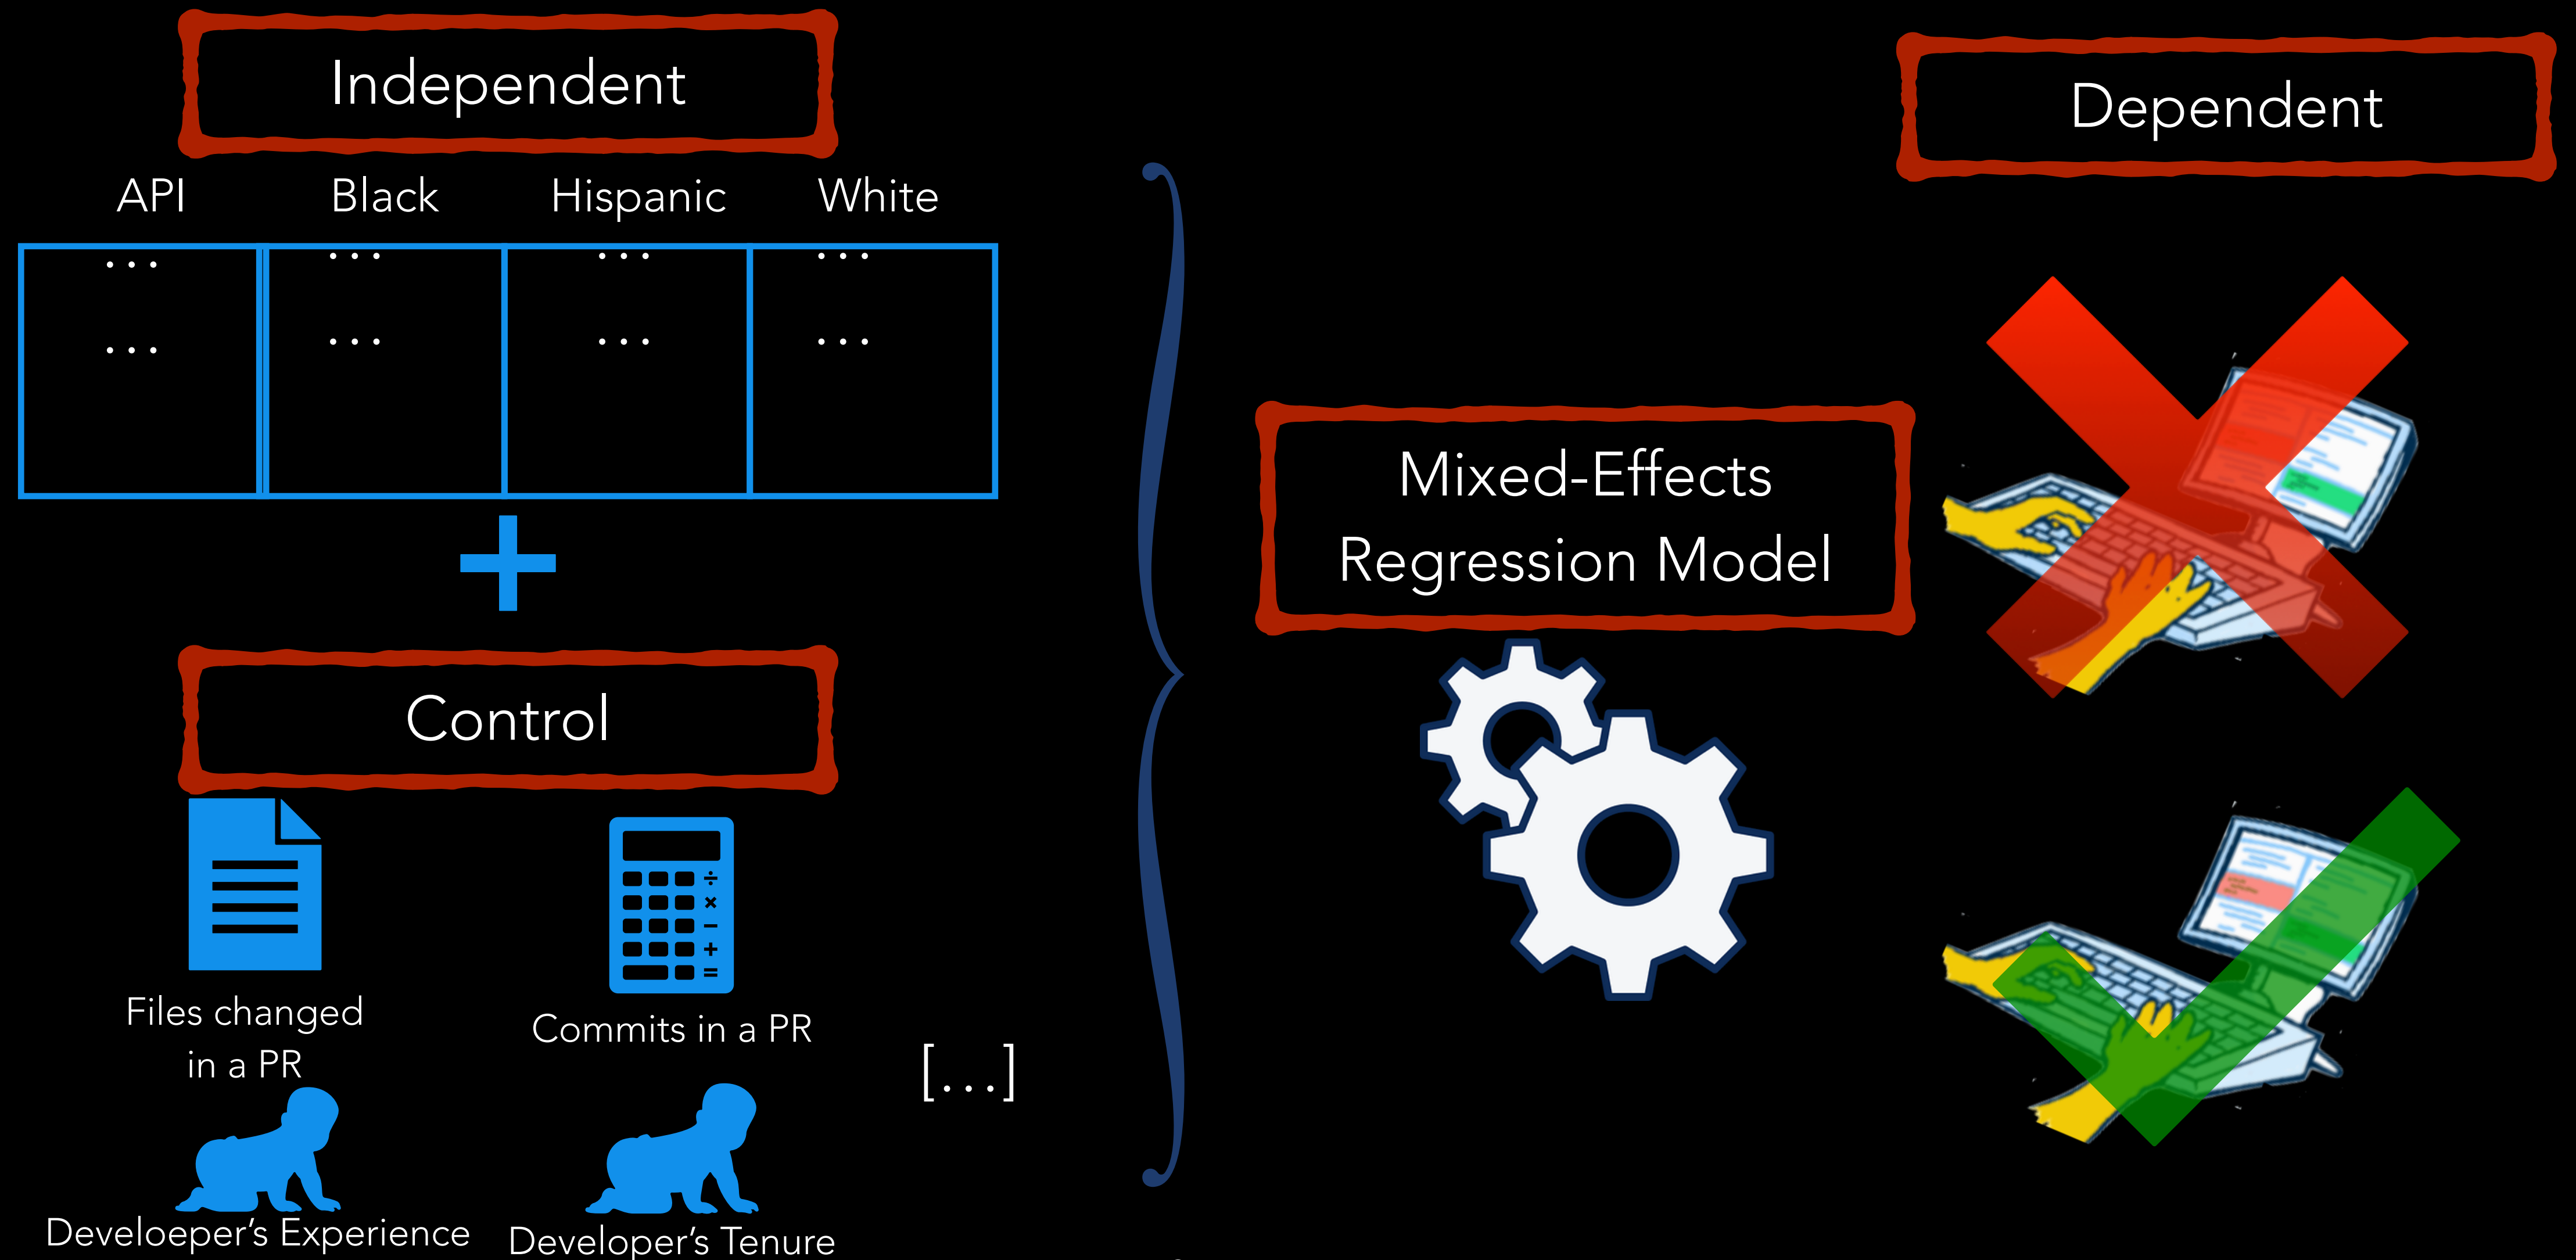 Independent
API Black Hispanic White
... ... ... ...
... ... ... ...
Control
Files changed
in a PR
Commits in a PR
Develoeper's Experience
Developer's Tenure
[...]
Mixed-Effects
Regression Model
Dependent